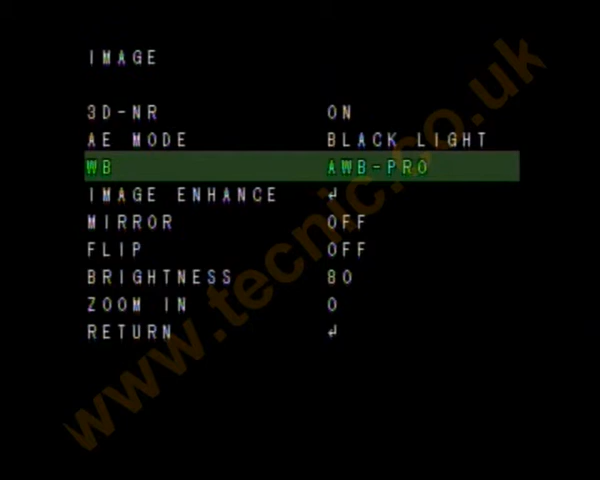 IMAGE
3D-NR ON
AE MODE BLACK LIGHT
WB AWB-PRO
IMAGE ENHANCE ↵
MIRROR OFF
FLIP OFF
BRIGHTNESS 80
ZOOM IN 0
RETURN ↵
www.tecnic.co.uk